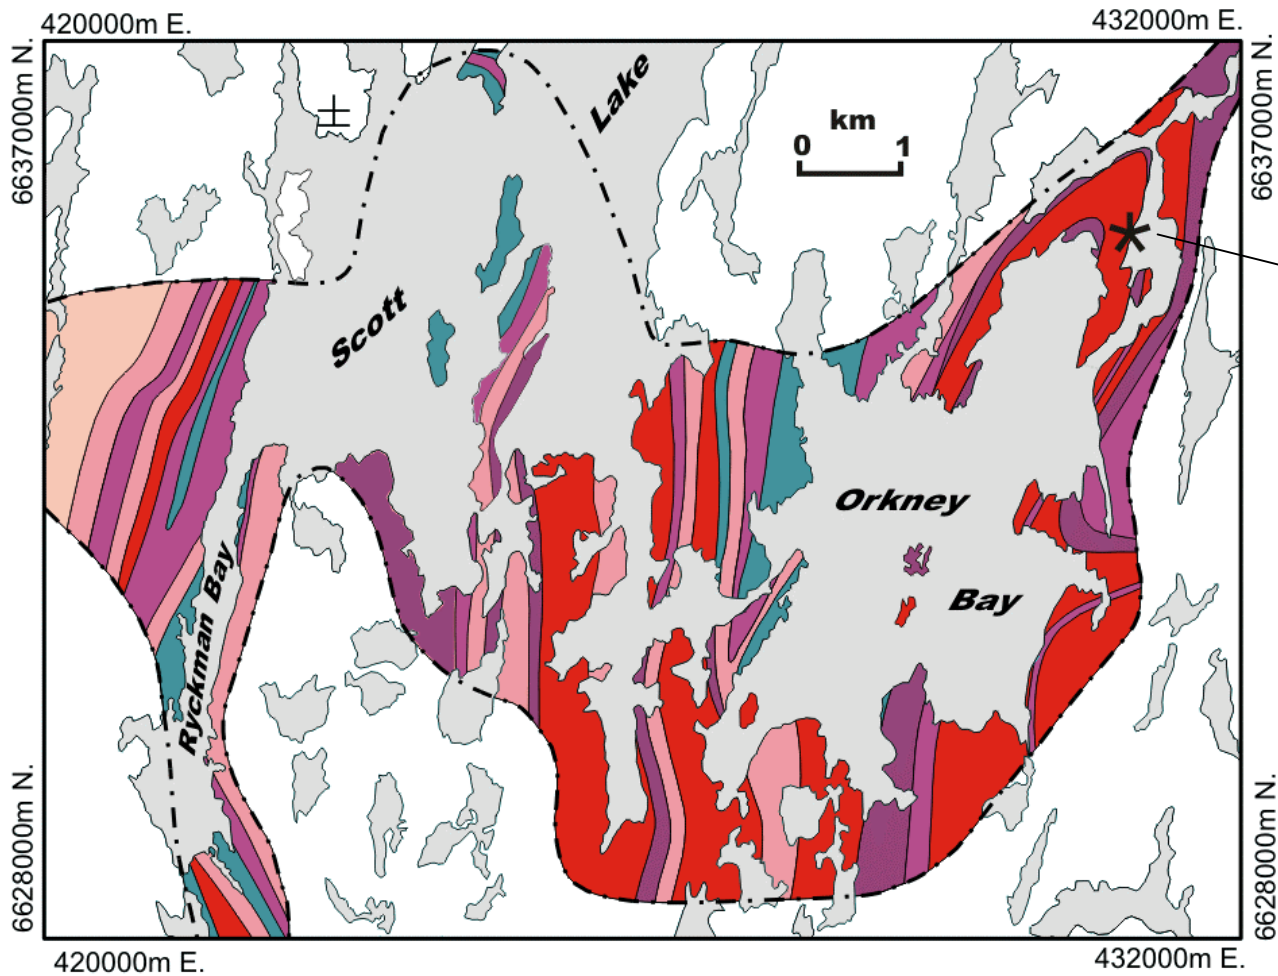 420000m E.
432000m E.
6637000m N.
6637000m N.
Lake
km
0 1
Scott
Orkney
Bay
Ryckman Bay
6628000m N.
6628000m N.
420000m E.
432000m E.